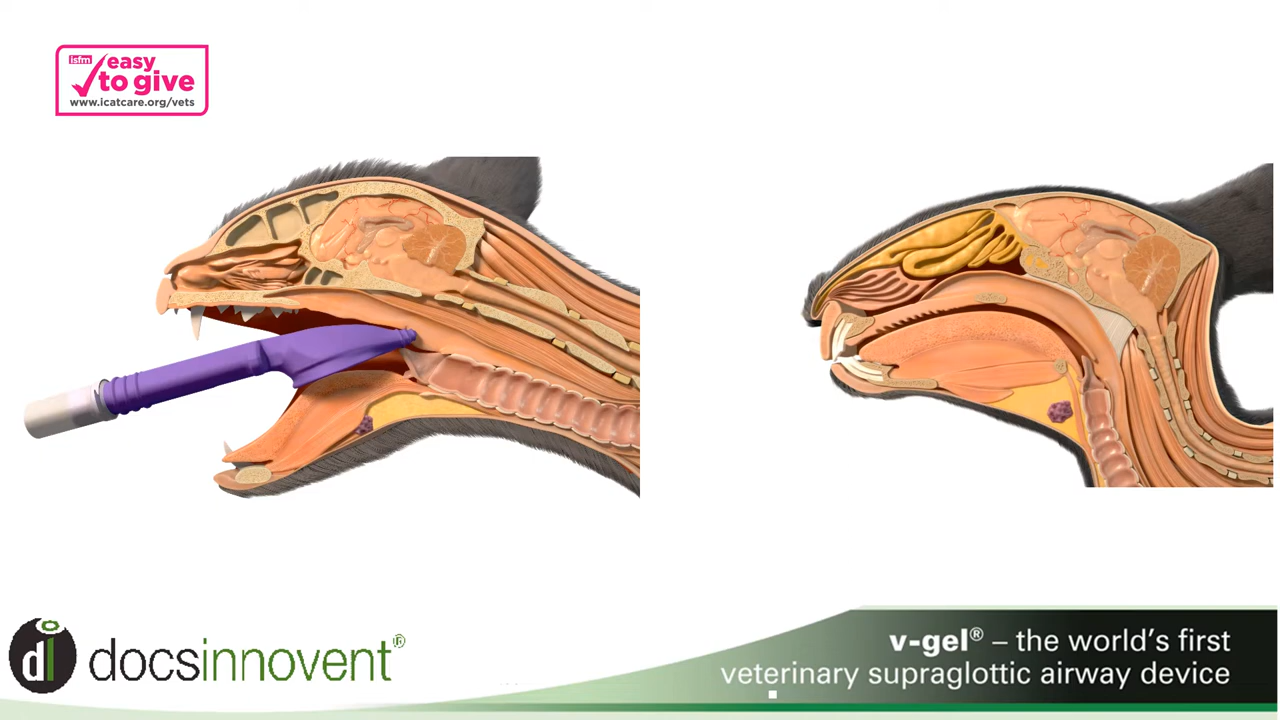 isfm
easy
to give
www.icatcare.org/vets
di
docsinnovent®
v-gel® – the world's first
veterinary supraglottic airway device